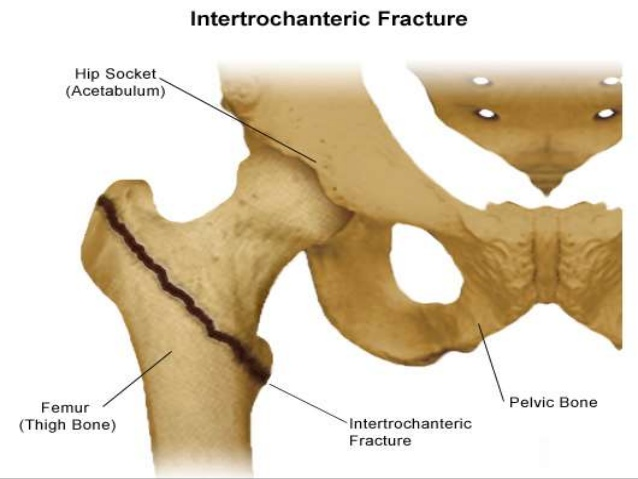 Intertrochanteric Fracture
Hip Socket
(Acetabulum)
Femur
(Thigh Bone)
Intertrochanteric
Fracture
Pelvic Bone